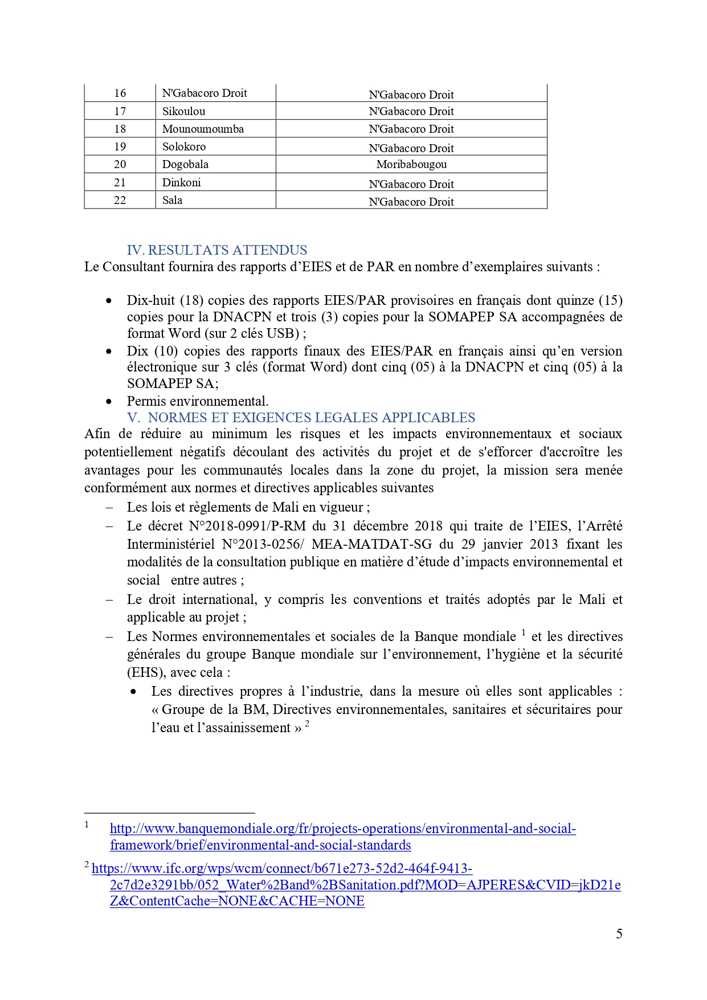 16 N'Gabacoro Droit N'Gabacoro Droit
17 Sikoulou N'Gabacoro Droit
18 Mounoumoumba N'Gabacoro Droit
19 Solokoro N'Gabacoro Droit
20 Dogobala Moribabougou
21 Dinkoni N'Gabacoro Droit
22 Sala N'Gabacoro Droit
IV. RESULTATS ATTENDUS
Le Consultant fournira des rapports d’EIES et de PAR en nombre d’exemplaires suivants :
• Dix-huit (18) copies des rapports EIES/PAR provisoires en français dont quinze (15)
copies pour la DNACPN et trois (3) copies pour la SOMAPEP SA accompagnées de
format Word (sur 2 clés USB) ;
• Dix (10) copies des rapports finaux des EIES/PAR en français ainsi qu’en version
électronique sur 3 clés (format Word) dont cinq (05) à la DNACPN et cinq (05) à la
SOMAPEP SA;
• Permis environnemental.
V. NORMES ET EXIGENCES LEGALES APPLICABLES
Afin de réduire au minimum les risques et les impacts environnementaux et sociaux
potentiellement négatifs découlant des activités du projet et de s'efforcer d'accroître les
avantages pour les communautés locales dans la zone du projet, la mission sera menée
conformément aux normes et directives applicables suivantes
– Les lois et règlements de Mali en vigueur ;
– Le décret N°2018-0991/P-RM du 31 décembre 2018 qui traite de l’EIES, l’Arrêté
Interministériel N°2013-0256/ MEA-MATDAT-SG du 29 janvier 2013 fixant les
modalités de la consultation publique en matière d’étude d’impacts environnemental et
social entre autres ;
– Le droit international, y compris les conventions et traités adoptés par le Mali et
applicable au projet ;
– Les Normes environnementales et sociales de la Banque mondiale 1 et les directives
générales du groupe Banque mondiale sur l’environnement, l’hygiène et la sécurité
(EHS), avec cela :
• Les directives propres à l’industrie, dans la mesure où elles sont applicables :
« Groupe de la BM, Directives environnementales, sanitaires et sécuritaires pour
l’eau et l’assainissement » 2
1 http://www.banquemondiale.org/fr/projects-operations/environmental-and-social-
framework/brief/environmental-and-social-standards
2 https://www.ifc.org/wps/wcm/connect/b671e273-52d2-464f-9413-
2c7d2e3291bb/052_Water%2Band%2BSanitation.pdf?MOD=AJPERES&CVID=jkD21e
Z&ContentCache=NONE&CACHE=NONE
5